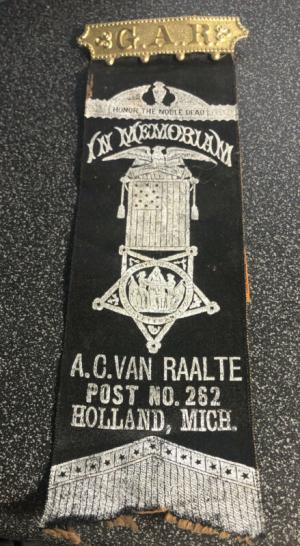 G.A.R
HONOR THE NOBLE DEAD
IN MEMORIAM
A.C. VAN RAALTE
POST NO. 262
HOLLAND, MICH.